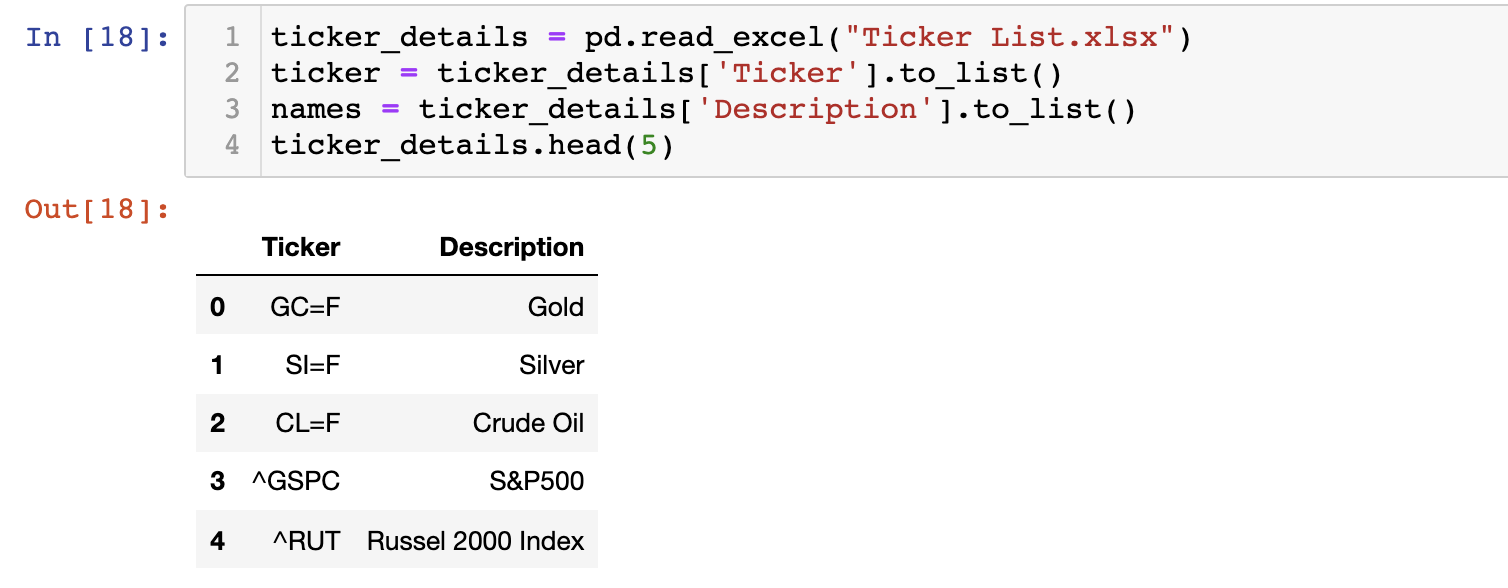 In [18]:
1 ticker_details = pd.read_excel("Ticker List.xlsx")
2 ticker = ticker_details['Ticker'].to_list()
3 names = ticker_details['Description'].to_list()
4 ticker_details.head(5)
Out[18]:
Ticker Description
0 GC=F Gold
1 SI=F Silver
2 CL=F Crude Oil
3 ^GSPC S&P500
4 ^RUT Russel 2000 Index